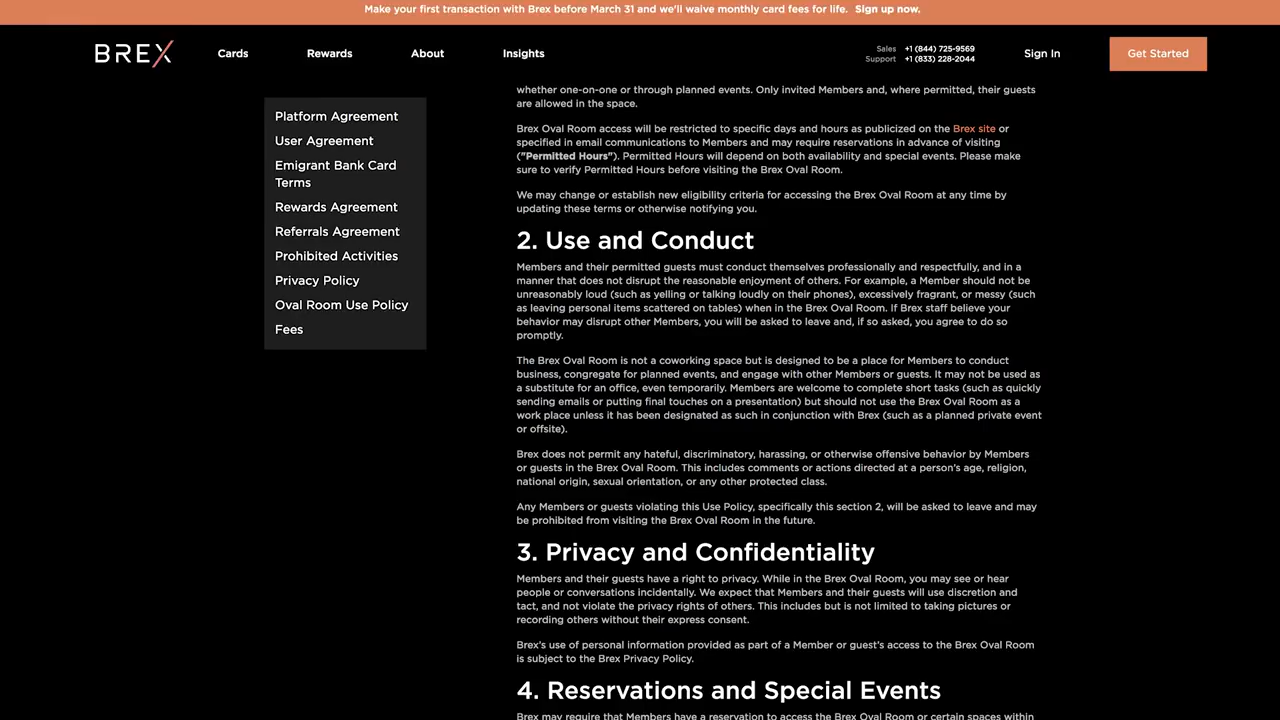 Make your first transaction with Brex before March 31 and we'll waive monthly card fees for life. Sign up now.
BREX
Cards
Rewards
About
Insights
Sales +1 (844) 725-9569
Support +1 (833) 228-2044
Sign In
Get Started
Platform Agreement
User Agreement
Emigrant Bank Card
Terms
Rewards Agreement
Referrals Agreement
Prohibited Activities
Privacy Policy
Oval Room Use Policy
Fees
whether one-on-one or through planned events. Only invited Members and, where permitted, their guests
are allowed in the space.
Brex Oval Room access will be restricted to specific days and hours as publicized on the Brex site or
specified in email communications to Members and may require reservations in advance of visiting
("Permitted Hours"). Permitted Hours will depend on both availability and special events. Please make
sure to verify Permitted Hours before visiting the Brex Oval Room.
We may change or establish new eligibility criteria for accessing the Brex Oval Room at any time by
updating these terms or otherwise notifying you.
2. Use and Conduct
Members and their permitted guests must conduct themselves professionally and respectfully, and in a
manner that does not disrupt the reasonable enjoyment of others. For example, a Member should not be
unreasonably loud (such as yelling or talking loudly on their phones), excessively fragrant, or messy (such
as leaving personal items scattered on tables) when in the Brex Oval Room. If Brex staff believe your
behavior may disrupt other Members, you will be asked to leave and, if so asked, you agree to do so
promptly.
The Brex Oval Room is not a coworking space but is designed to be a place for Members to conduct
business, congregate for planned events, and engage with other Members or guests. It may not be used as
a substitute for an office, even temporarily. Members are welcome to complete short tasks (such as quickly
sending emails or putting final touches on a presentation) but should not use the Brex Oval Room as a
work place unless it has been designated as such in conjunction with Brex (such as a planned private event
or offsite).
Brex does not permit any hateful, discriminatory, harassing, or otherwise offensive behavior by Members
or guests in the Brex Oval Room. This includes comments or actions directed at a person's age, religion,
national origin, sexual orientation, or any other protected class.
Any Members or guests violating this Use Policy, specifically this section 2, will be asked to leave and may
be prohibited from visiting the Brex Oval Room in the future.
3. Privacy and Confidentiality
Members and their guests have a right to privacy. While in the Brex Oval Room, you may see or hear
people or conversations incidentally. We expect that Members and their guests will use discretion and
tact, and not violate the privacy rights of others. This includes but is not limited to taking pictures or
recording others without their express consent.
Brex's use of personal information provided as part of a Member or guest's access to the Brex Oval Room
is subject to the Brex Privacy Policy.
4. Reservations and Special Events
Brex may require that Members have a reservation to access the Brex Oval Room or certain spaces within